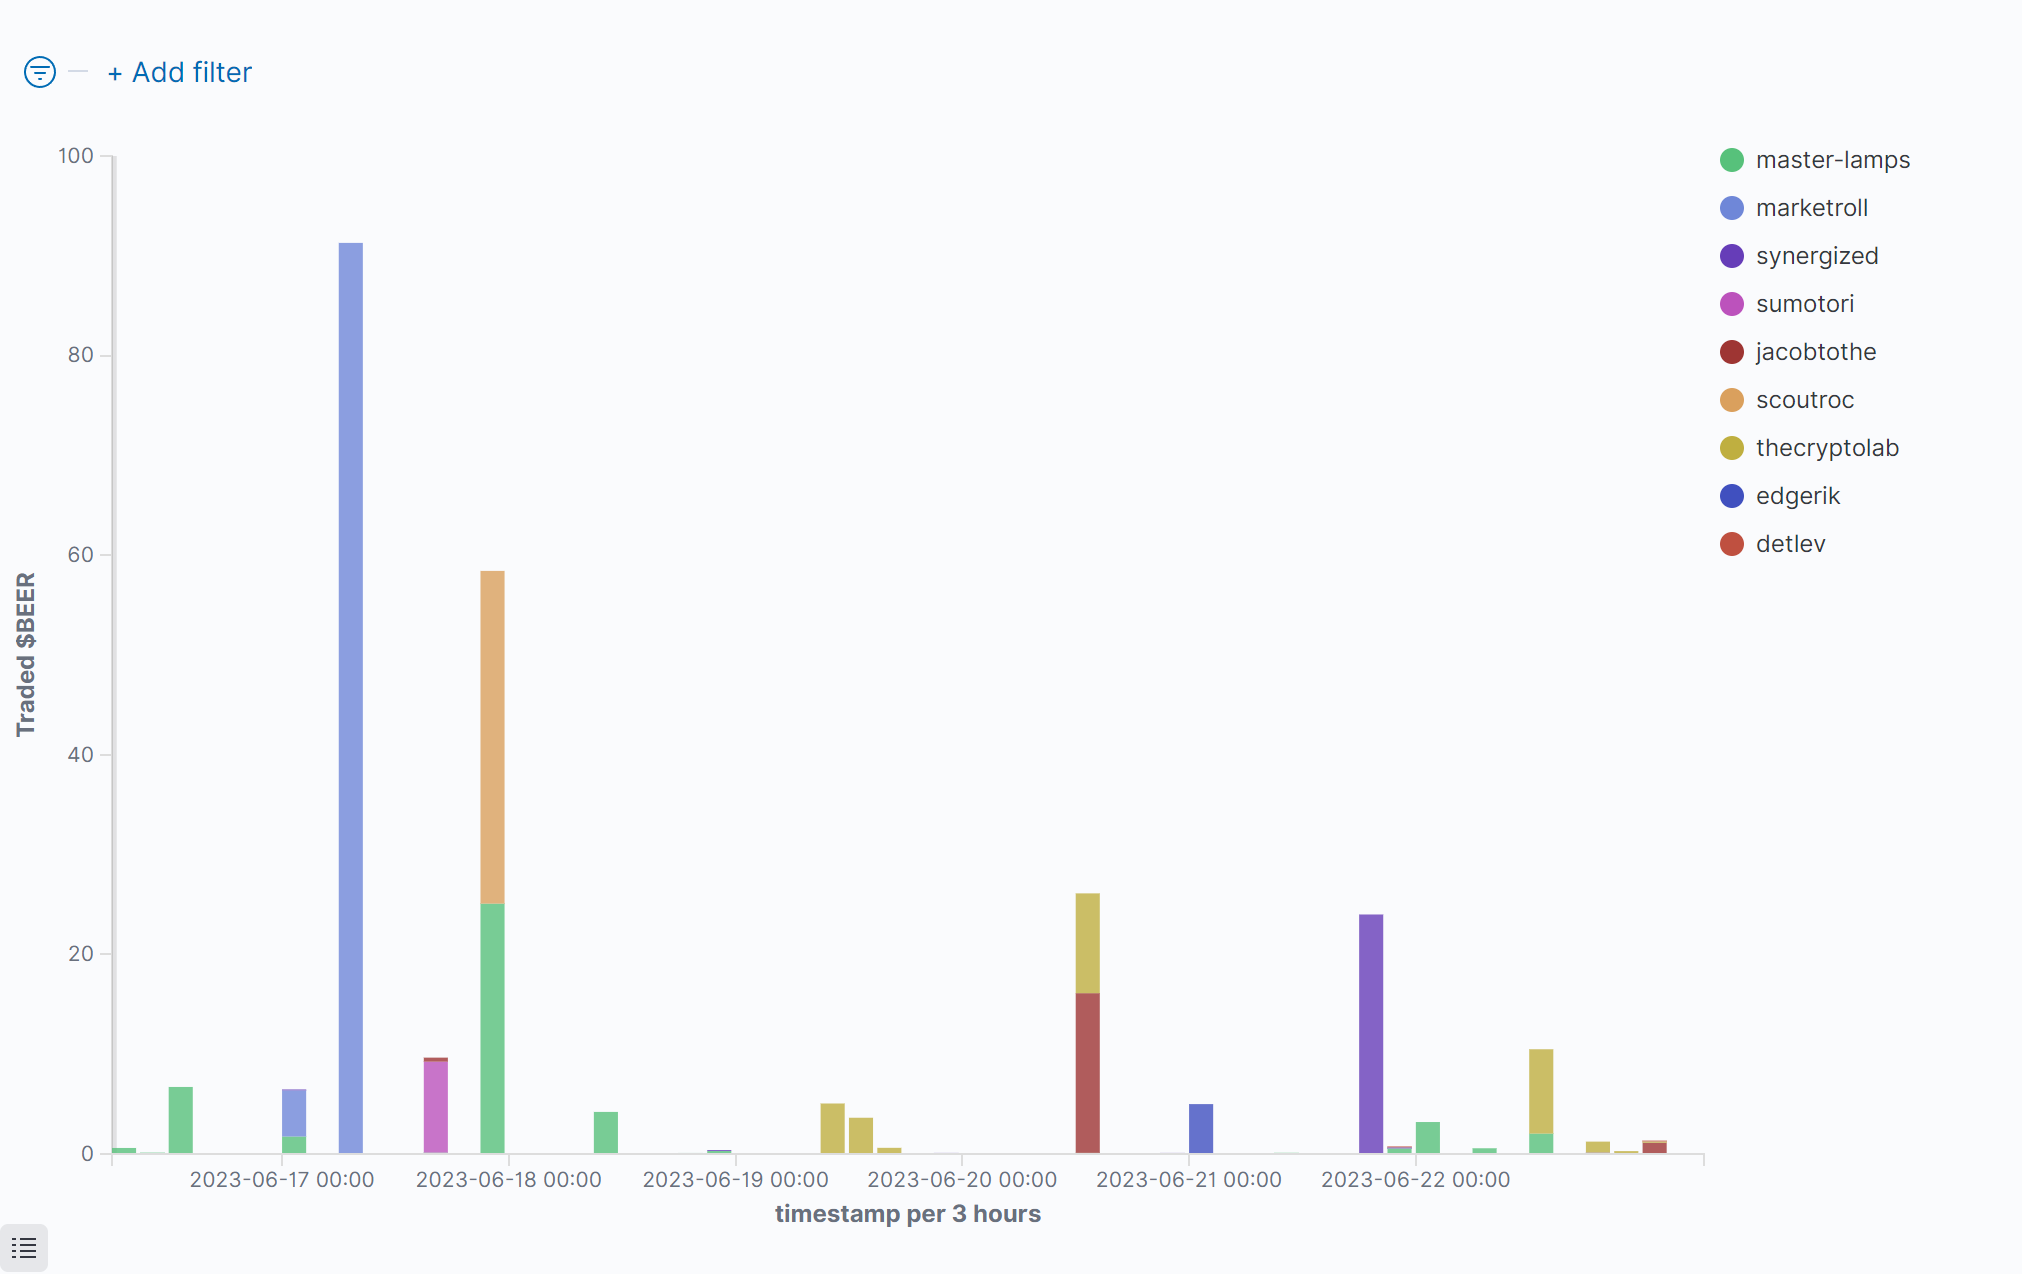 + Add filter
100
80
60
40
20
0
Traded $BEER
2023-06-17 00:00 2023-06-18 00:00 2023-06-19 00:00 2023-06-20 00:00 2023-06-21 00:00 2023-06-22 00:00
timestamp per 3 hours
master-lamps
marketroll
synergized
sumotori
jacobtothe
scoutroc
thecryptolab
edgerik
detlev